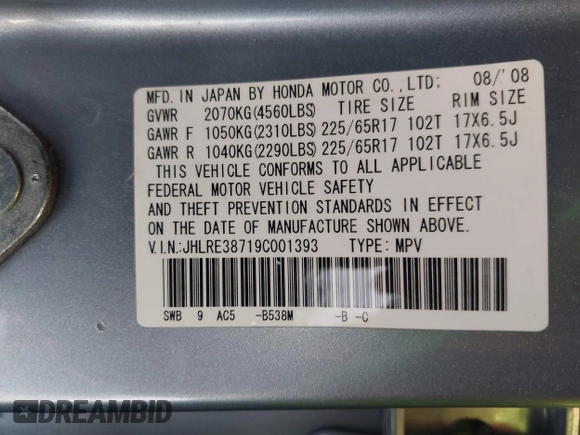 MFD. IN JAPAN BY HONDA MOTOR CO.,LTD; 08/'08
GVWR 2070KG(4560LBS) TIRE SIZE RIM SIZE
GAWR F 1050KG(2310LBS) 225/65R17 102T 17X6.5J
GAWR R 1040KG(2290LBS) 225/65R17 102T 17X6.5J
THIS VEHICLE CONFORMS TO ALL APPLICABLE
FEDERAL MOTOR VEHICLE SAFETY
AND THEFT PREVENTION STANDARDS IN EFFECT
ON THE DATE OF MANUFACTURE SHOWN ABOVE.
V.I.N.:JHLRE38719C001393 TYPE: MPV
SWB 9 AC5 -B538M -B -C
DREAMBID